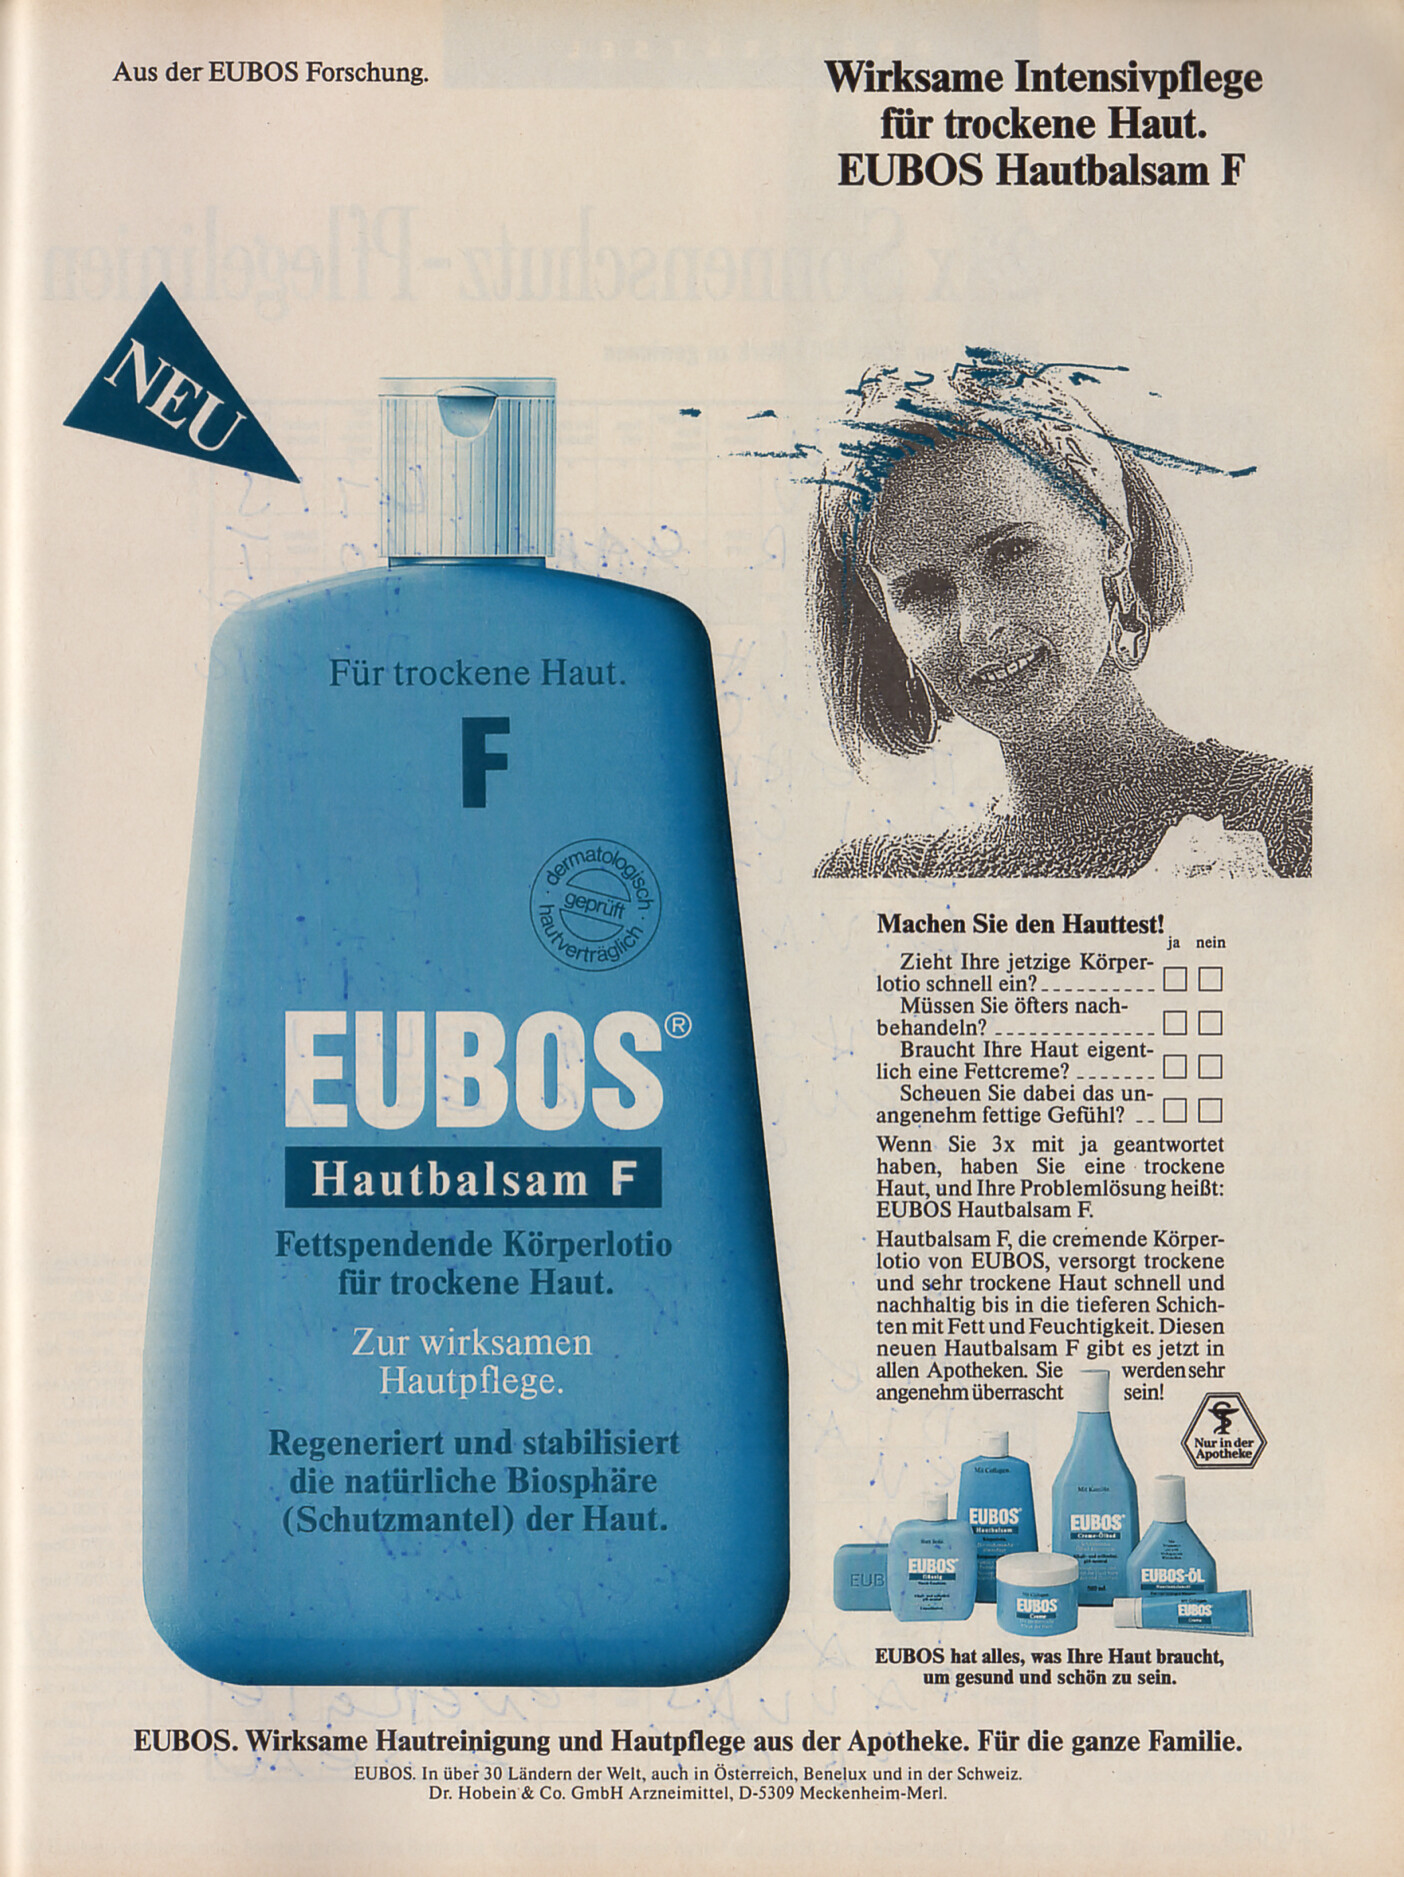 Aus der EUBOS Forschung.
Wirksame Intensivpflege
für trockene Haut.
EUBOS Hautbalsam F
NEU
Für trockene Haut.
F
dermatologisch
geprüft
hautverträglich
EUBOS®
Hautbalsam F
Fettspendende Körperlotio
für trockene Haut.
Zur wirksamen
Hautpflege.
Regeneriert und stabilisiert
die natürliche Biosphäre
(Schutzmantel) der Haut.
Machen Sie den Hauttest!
ja nein
Zieht Ihre jetzige Körper-
lotio schnell ein?
Müssen Sie öfters nach-
behandeln?
Braucht Ihre Haut eigent-
lich eine Fettcreme?
Scheuen Sie dabei das un-
angenehm fettige Gefühl?
Wenn Sie 3x mit ja geantwortet
haben, haben Sie eine trockene
Haut, und Ihre Problemlösung heißt:
EUBOS Hautbalsam F.
Hautbalsam F, die cremende Körper-
lotio von EUBOS, versorgt trockene
und sehr trockene Haut schnell und
nachhaltig bis in die tieferen Schich-
ten mit Fett und Feuchtigkeit. Diesen
neuen Hautbalsam F gibt es jetzt in
allen Apotheken. Sie werden sehr
angenehm überrascht sein!
Nur in der
Apotheke
Mit Collagen
EUBOS
Hautbalsam
EUBOS
Creme-Ölbad
EUB
EUBOS
flüssig
EUBOS
Creme
EUBOS-ÖL
EUBOS
Creme
EUBOS hat alles, was Ihre Haut braucht,
um gesund und schön zu sein.
EUBOS. Wirksame Hautreinigung und Hautpflege aus der Apotheke. Für die ganze Familie.
EUBOS. In über 30 Ländern der Welt, auch in Österreich, Benelux und in der Schweiz.
Dr. Hobein & Co. GmbH Arzneimittel, D-5309 Meckenheim-Merl.